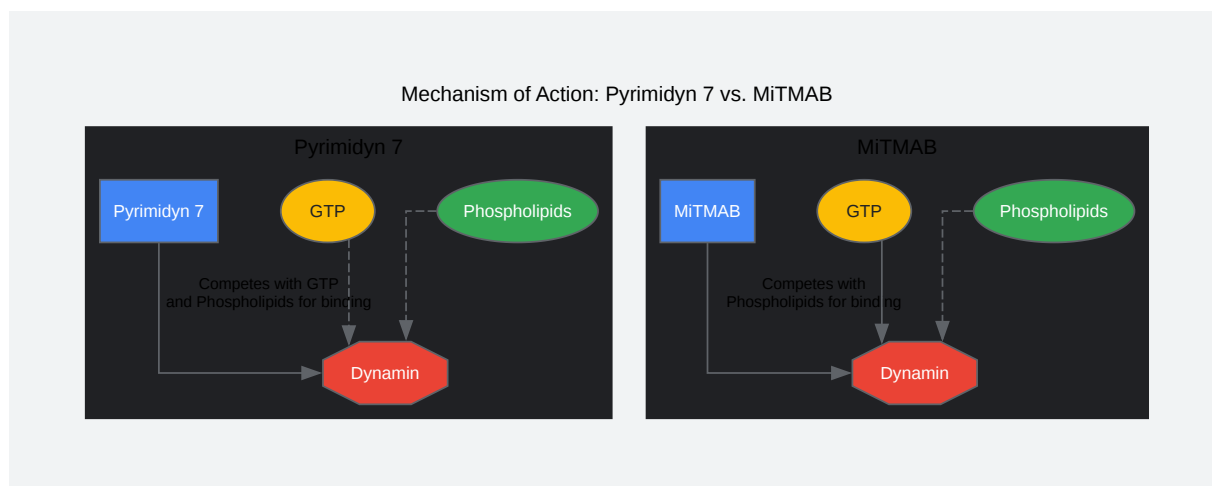 Mechanism of Action: Pyrimidyn 7 vs. MiTMAB
Pyrimidyn 7
Pyrimidyn 7
GTP
Phospholipids
Competes with GTP
and Phospholipids for binding
Dynamin
MiTMAB
MiTMAB
GTP
Phospholipids
Competes with
Phospholipids for binding
Dynamin